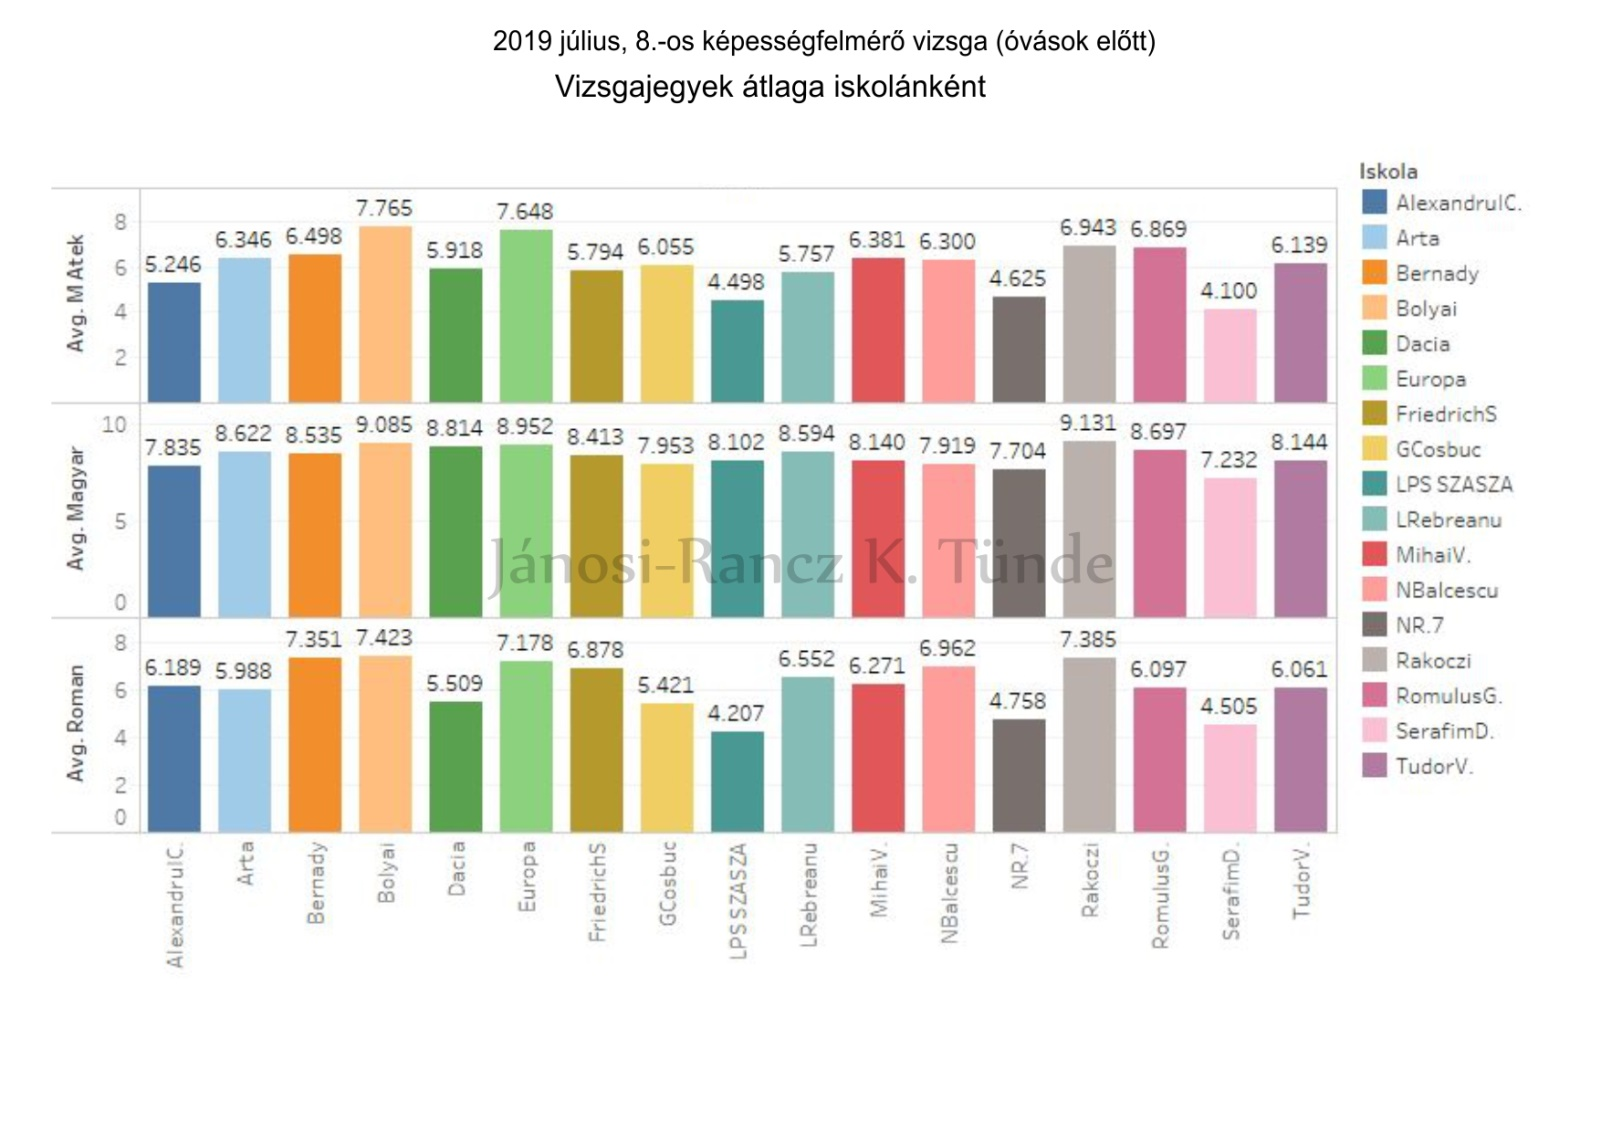 2019 július, 8.-os képességfelmérő vizsga (óvások előtt)
Vizsgajegyek átlaga iskolánként
Iskola
AlexandruIC.
Arta
Bernady
Bolyai
Dacia
Europa
FriedrichS
GCosbuc
LPS SZASZA
LRebreanu
MihaiV.
NBalcescu
NR.7
Rakoczi
RomulusG.
SerafimD.
TudorV.
Avg. M Atek
8
6
4
2
5.246 6.346 6.498 7.765 5.918 7.648 5.794 6.055 4.498 5.757 6.381 6.300 4.625 6.943 6.869 4.100 6.139
Avg. Magyar
10
5
0
7.835 8.622 8.535 9.085 8.814 8.952 8.413 7.953 8.102 8.594 8.140 7.919 7.704 9.131 8.697 7.232 8.144
Jánosi-Rancz K. Tünde
Avg. Roman
8
6
4
2
0
6.189 5.988 7.351 7.423 5.509 7.178 6.878 5.421 4.207 6.552 6.271 6.962 4.758 7.385 6.097 4.505 6.061
AlexandruIC. Arta Bernady Bolyai Dacia Europa FriedrichS GCosbuc LPS SZASZA LRebreanu MihaiV. NBalcescu NR.7 Rakoczi RomulusG. SerafimD. TudorV.